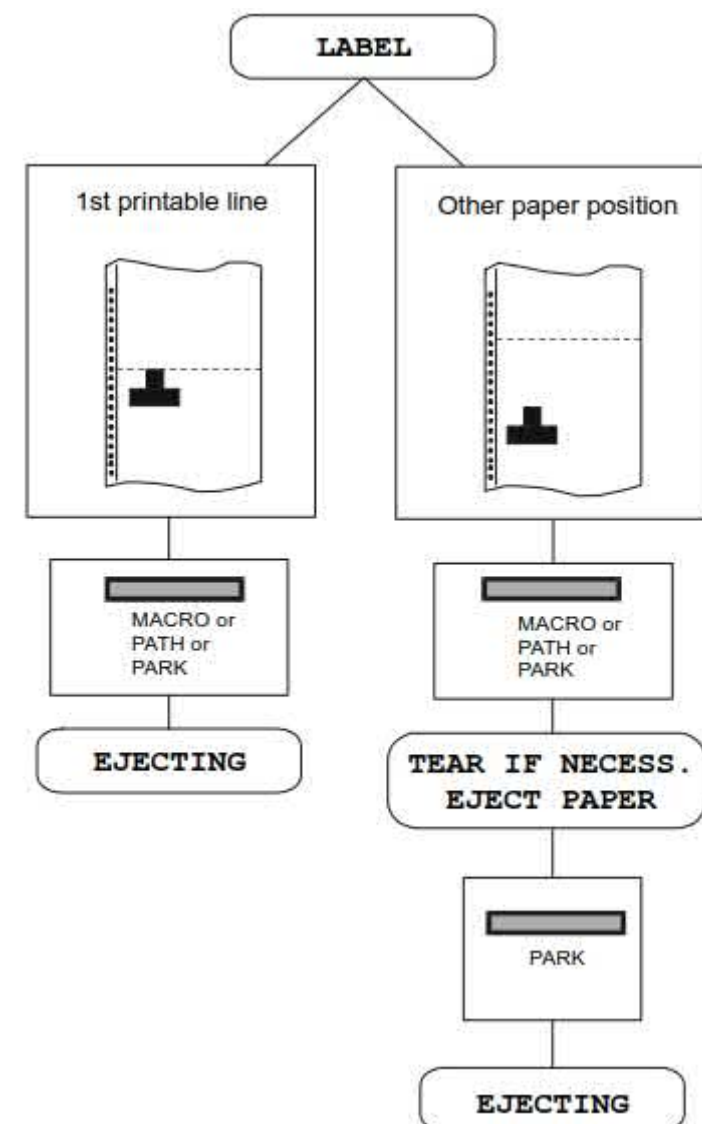 LABEL
1st printable line
MACRO or
PATH or
PARK
EJECTING
Other paper position
MACRO or
PATH or
PARK
TEAR IF NECESS.
EJECT PAPER
PARK
EJECTING